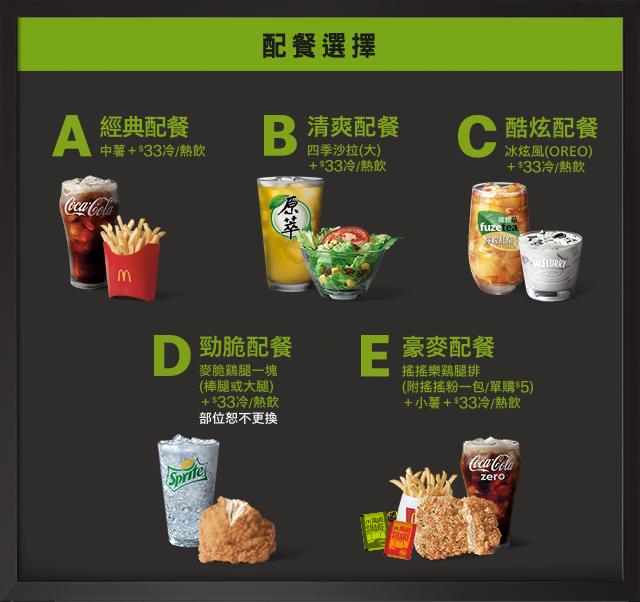 配餐選擇
A 經典配餐
中薯+$33冷/熱飲
Coca-Cola
B 清爽配餐
四季沙拉(大)
+$33冷/熱飲
原萃
C 酷炫配餐
冰炫風(OREO)
+$33冷/熱飲
fuzetea
McFLURRY
D 勁脆配餐
麥脆鷄腿一塊
(棒腿或大腿)
+$33冷/熱飲
部位恕不更換
Sprite
E 豪麥配餐
搖搖樂鷄腿排
(附搖搖粉一包/單購$5)
+小薯+$33冷/熱飲
Coca-Cola
zero
SHAKE
SHAKE